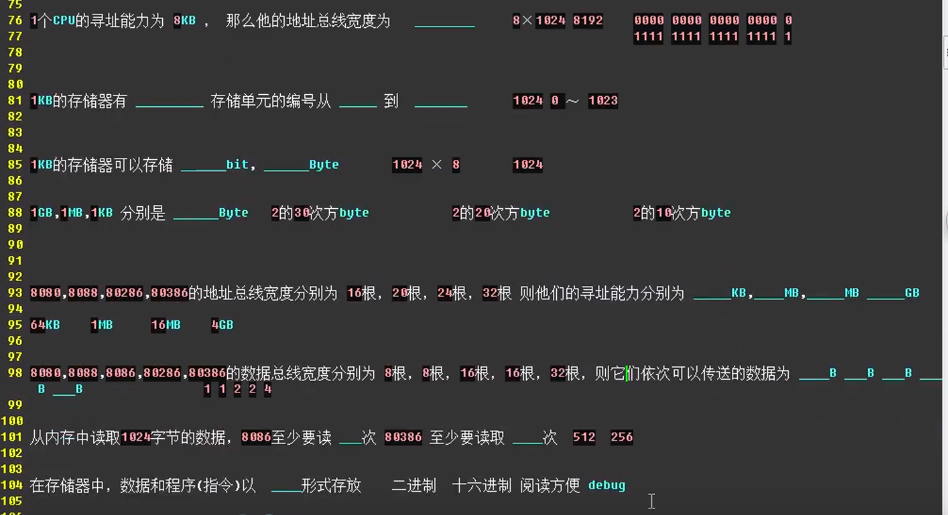 75
76 1个CPU的寻址能力为 8KB , 那么他的地址总线宽度为 ________ 8×1024 8192 0000 0000 0000 0000 0
77 1111 1111 1111 1111 1
78
79
80
81 1KB的存储器有 _________ 存储单元的编号从 _____ 到 _______ 1024 0 ～ 1023
82
83
84
85 1KB的存储器可以存储 ______bit, ______Byte 1024 × 8 1024
86
87
88 1GB,1MB,1KB 分别是 ______Byte 2的30次方byte 2的20次方byte 2的10次方byte
89
90
91
92
93 8080,8088,80286,80386的地址总线宽度分别为 16根, 20根, 24根, 32根 则他们的寻址能力分别为 _____KB,____MB,_____MB _____GB
94
95 64KB 1MB 16MB 4GB
96
97
98 8080,8088,8086,80286,80386的数据总线宽度分别为 8根, 8根, 16根, 16根, 32根, 则它们依次可以传送的数据为 ____B ___B ___B ___
B ___B 1 1 2 2 4
99
100
101 从内存中读取1024字节的数据, 8086至少要读 ___次 80386 至少要读取 ____次 512 256
102
103
104 在存储器中, 数据和程序(指令)以 ____形式存放 二进制 十六进制 阅读方便 debug
105